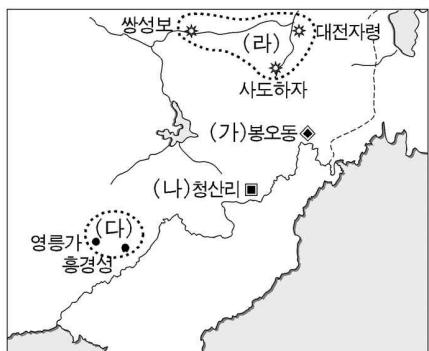 쌍성보
(라)
대전자령
사도하자
(가)봉오동
(나)청산리
(다)
영릉가
흥경성